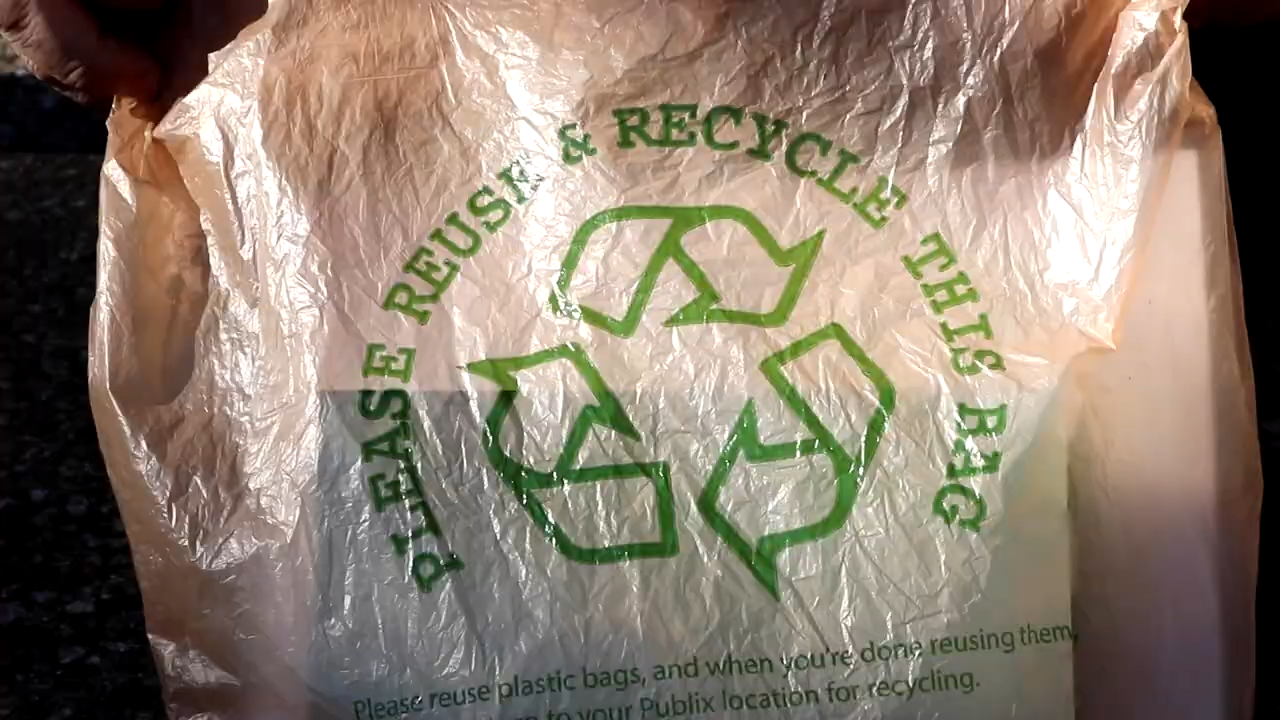 PLEASE REUSE & RECYCLE THIS BAG
Please reuse plastic bags, and when you're done reusing them,
to your Publix location for recycling.